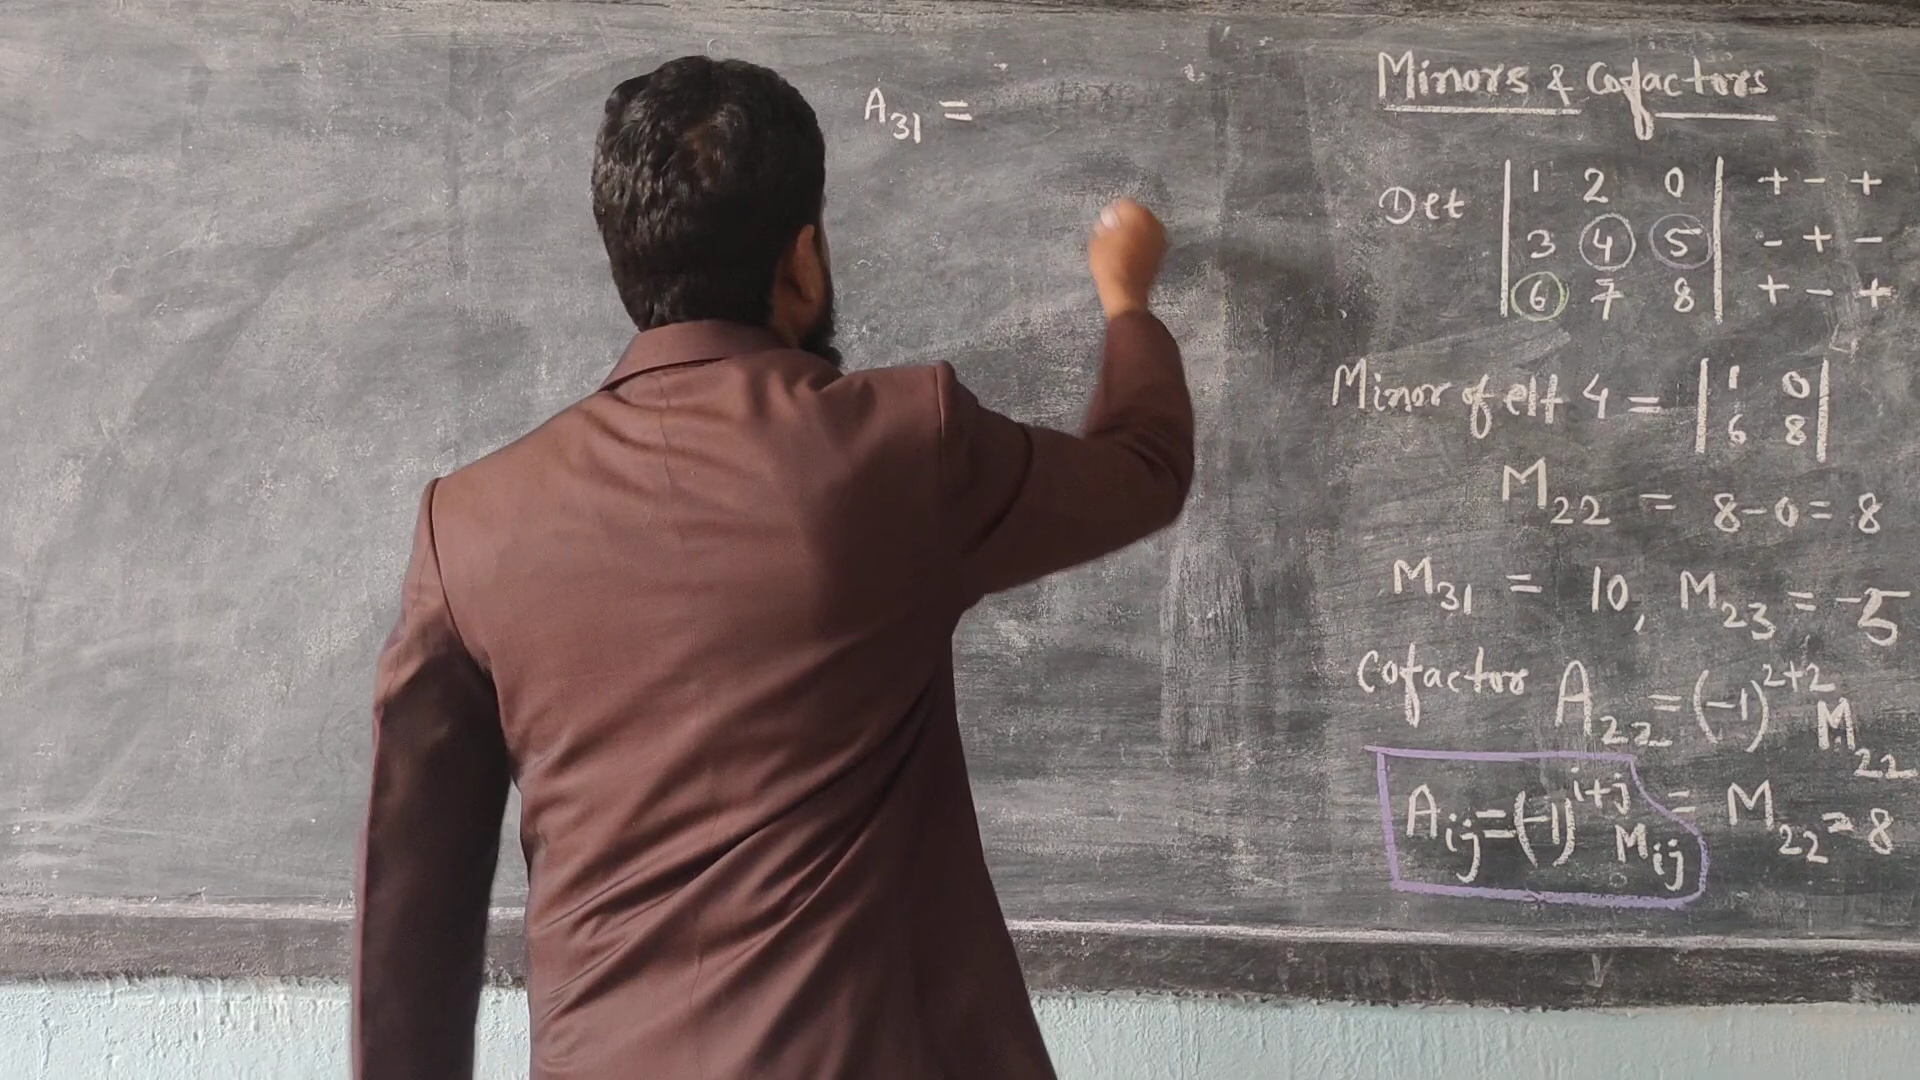 A31 =
Minors & Cofactors
Det | 1 2 0 | + - +
| 3 4 5 | - + -
| 6 7 8 | + - +
Minor of elt 4 = | 1 0 |
| 6 8 |
M22 = 8-0 = 8
M31 = 10, M23 = -5
Cofactor A22 = (-1)^2+2 M22
Aij = (-1)^i+j Mij = M22 = 8